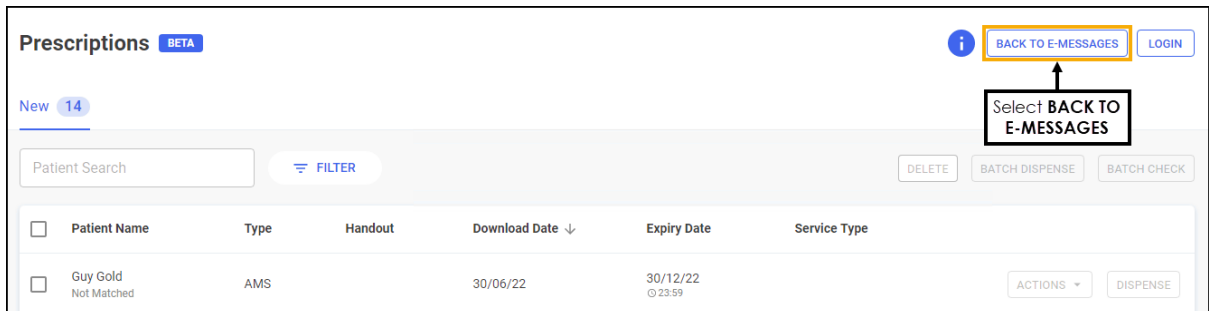 Prescriptions BETA
i BACK TO E-MESSAGES LOGIN
Select BACK TO
E-MESSAGES
New 14
Patient Search FILTER DELETE BATCH DISPENSE BATCH CHECK
Patient Name Type Handout Download Date ↓ Expiry Date Service Type
Guy Gold AMS 30/06/22 30/12/22 ACTIONS DISPENSE
Not Matched 23:59